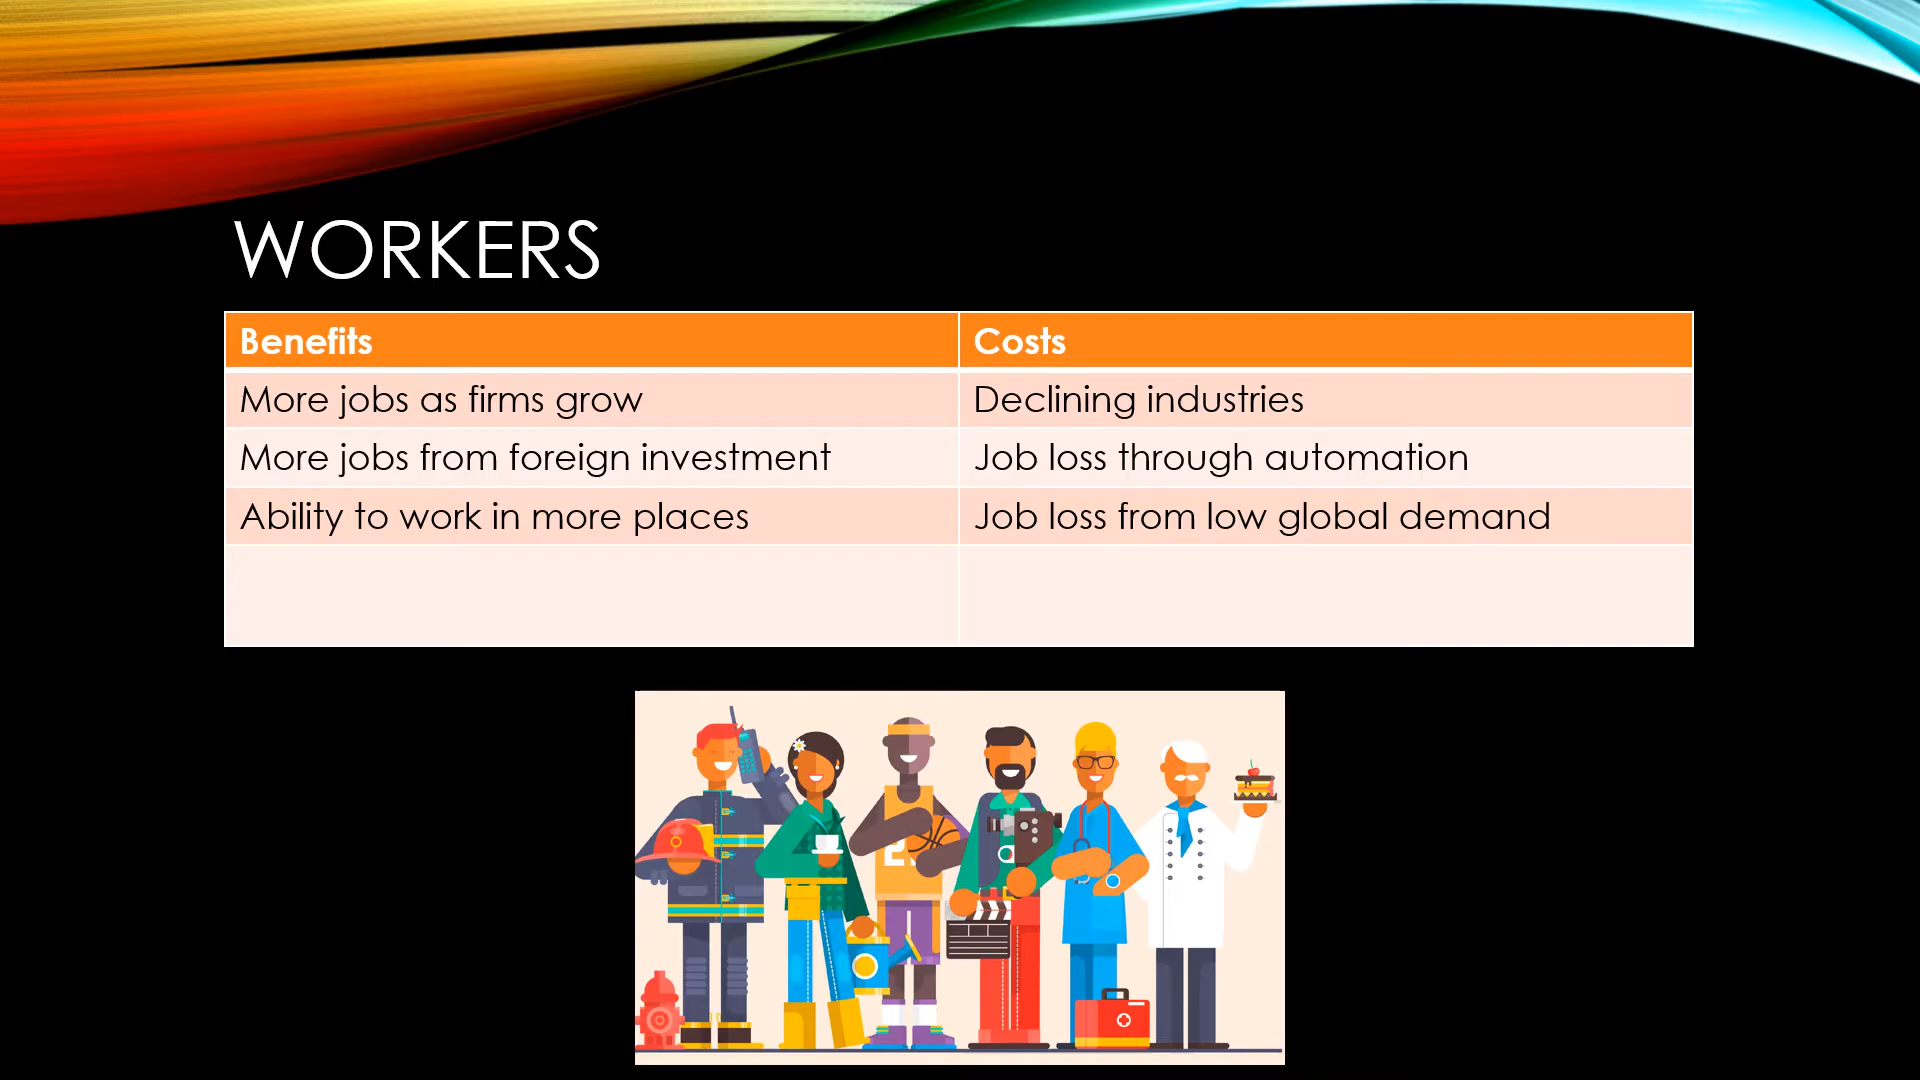 WORKERS
Benefits
Costs
More jobs as firms grow
Declining industries
More jobs from foreign investment
Job loss through automation
Ability to work in more places
Job loss from low global demand
2